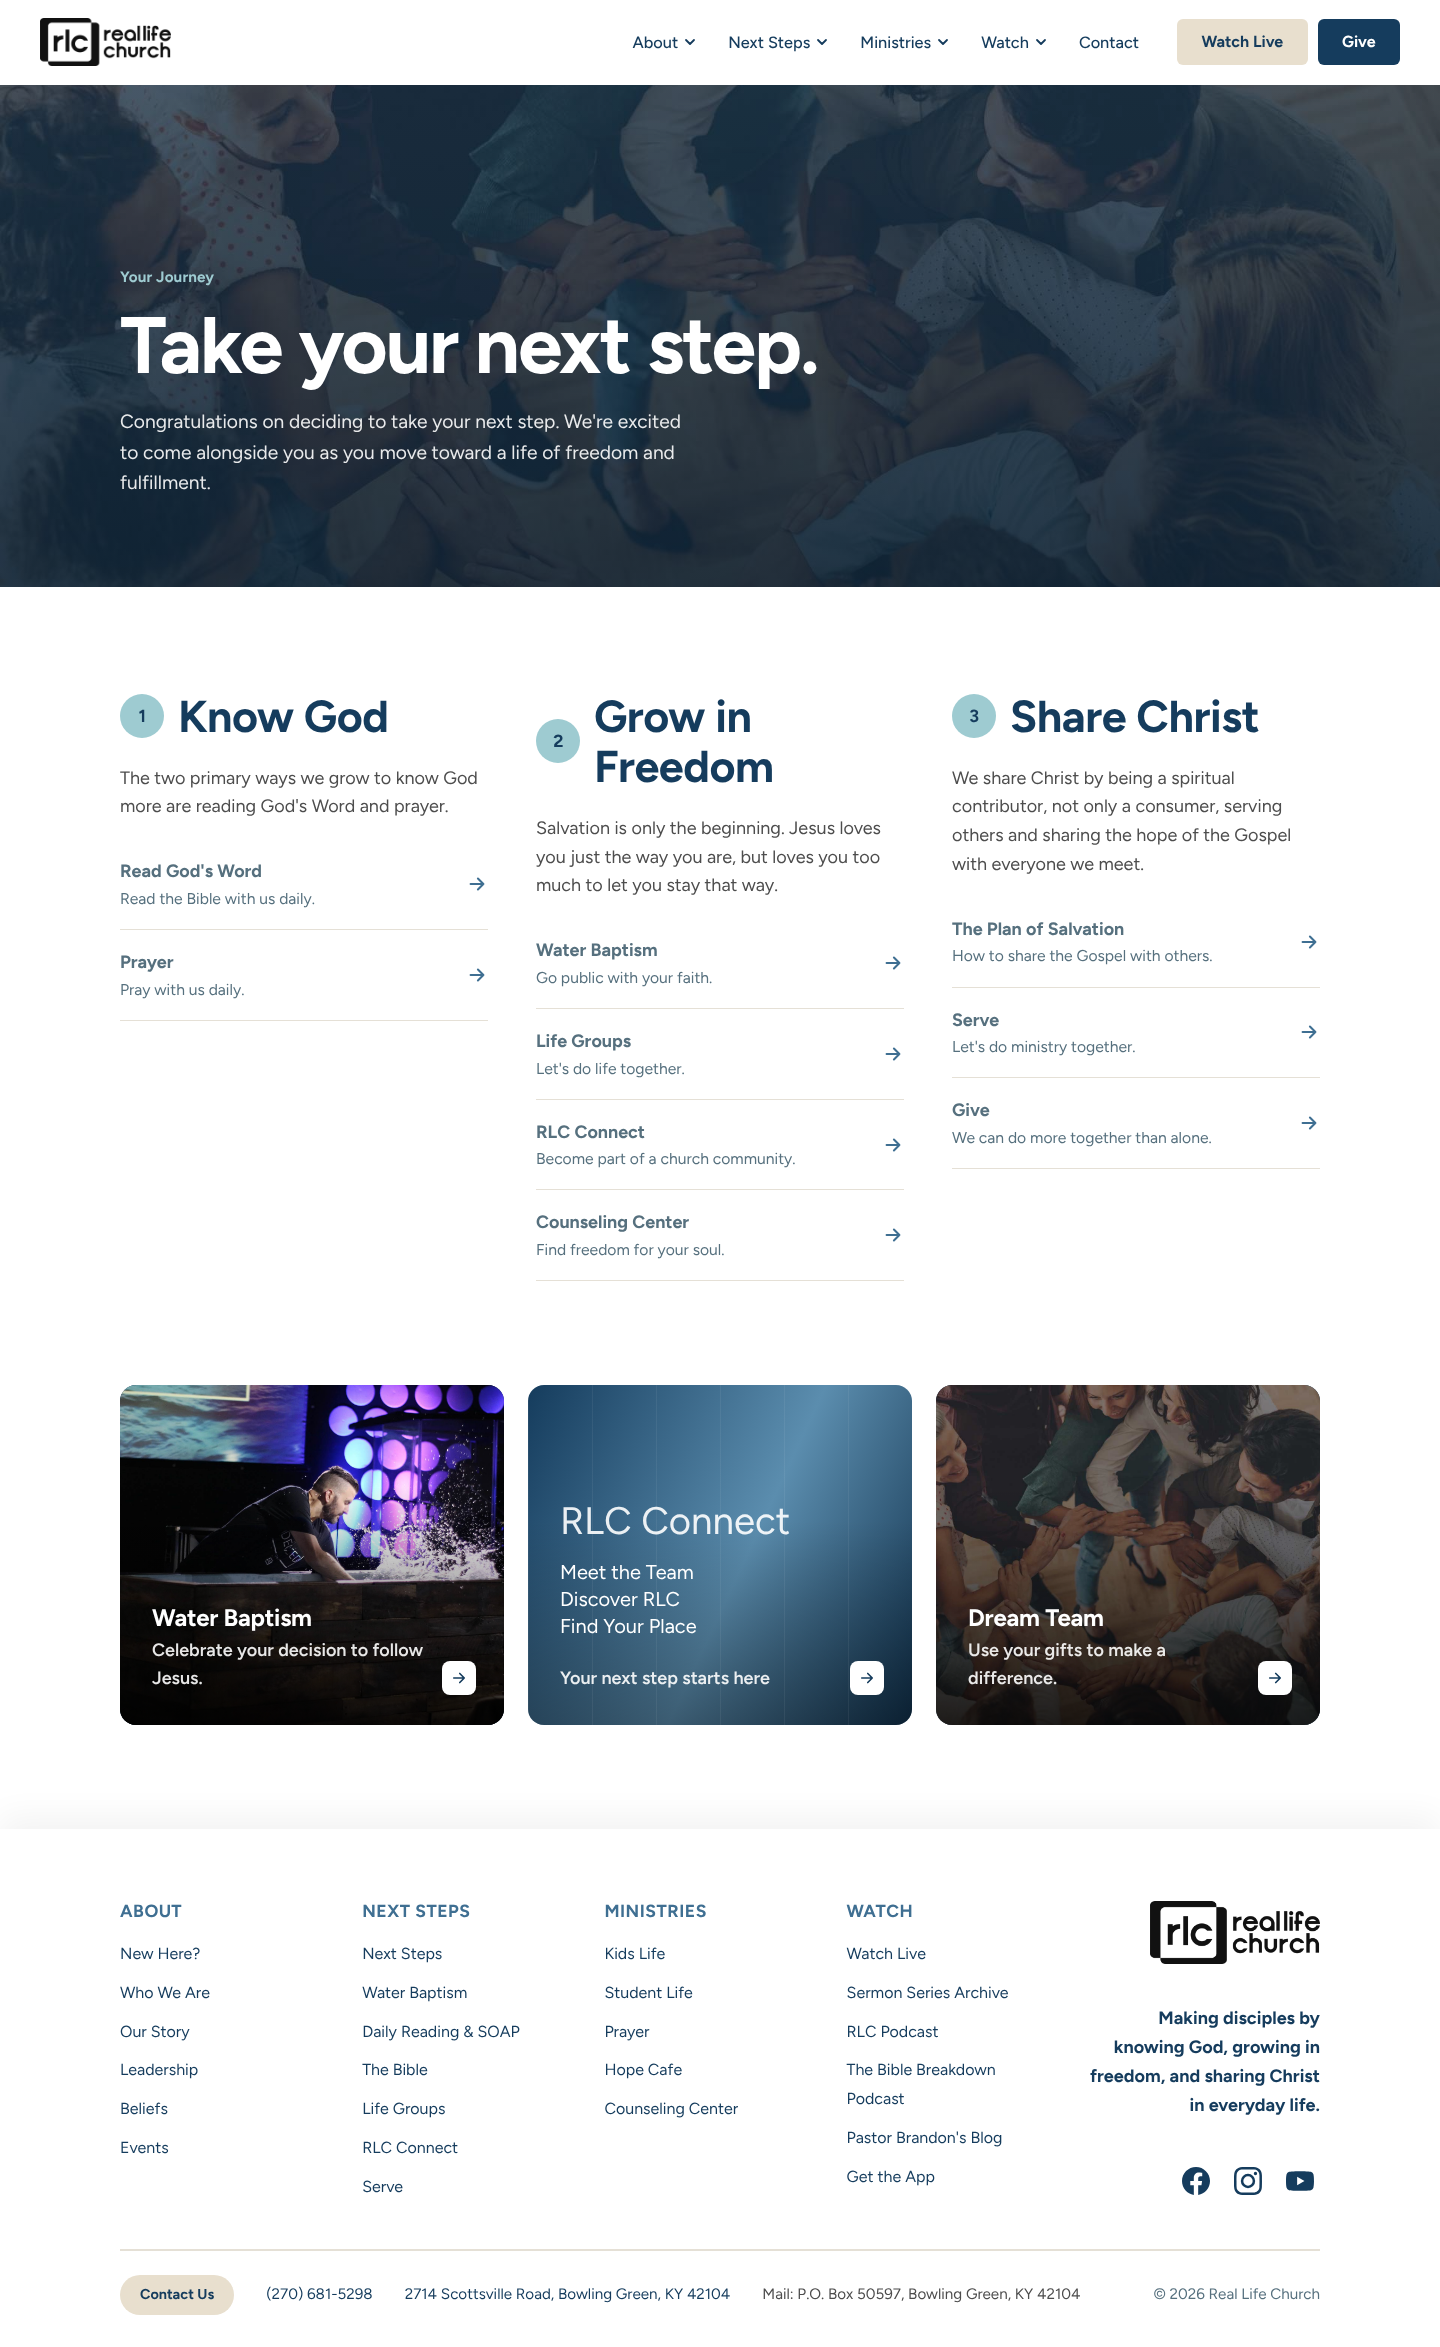 rlc reallife church
About
Next Steps
Ministries
Watch
Contact
Watch Live
Give
Your Journey
Take your next step.
Congratulations on deciding to take your next step. We're excited
to come alongside you as you move toward a life of freedom and
fulfillment.
1
Know God
The two primary ways we grow to know God
more are reading God's Word and prayer.
Read God's Word
Read the Bible with us daily.
Prayer
Pray with us daily.
2
Grow in
Freedom
Salvation is only the beginning. Jesus loves
you just the way you are, but loves you too
much to let you stay that way.
Water Baptism
Go public with your faith.
Life Groups
Let's do life together.
RLC Connect
Become part of a church community.
Counseling Center
Find freedom for your soul.
3
Share Christ
We share Christ by being a spiritual
contributor, not only a consumer, serving
others and sharing the hope of the Gospel
with everyone we meet.
The Plan of Salvation
How to share the Gospel with others.
Serve
Let's do ministry together.
Give
We can do more together than alone.
Water Baptism
Celebrate your decision to follow
Jesus.
RLC Connect
Meet the Team
Discover RLC
Find Your Place
Your next step starts here
Dream Team
Use your gifts to make a
difference.
ABOUT
New Here?
Who We Are
Our Story
Leadership
Beliefs
Events
NEXT STEPS
Next Steps
Water Baptism
Daily Reading & SOAP
The Bible
Life Groups
RLC Connect
Serve
MINISTRIES
Kids Life
Student Life
Prayer
Hope Cafe
Counseling Center
WATCH
Watch Live
Sermon Series Archive
RLC Podcast
The Bible Breakdown
Podcast
Pastor Brandon's Blog
Get the App
rlc reallife church
Making disciples by
knowing God, growing in
freedom, and sharing Christ
in everyday life.
Contact Us
(270) 681-5298
2714 Scottsville Road, Bowling Green, KY 42104
Mail: P.O. Box 50597, Bowling Green, KY 42104
© 2026 Real Life Church